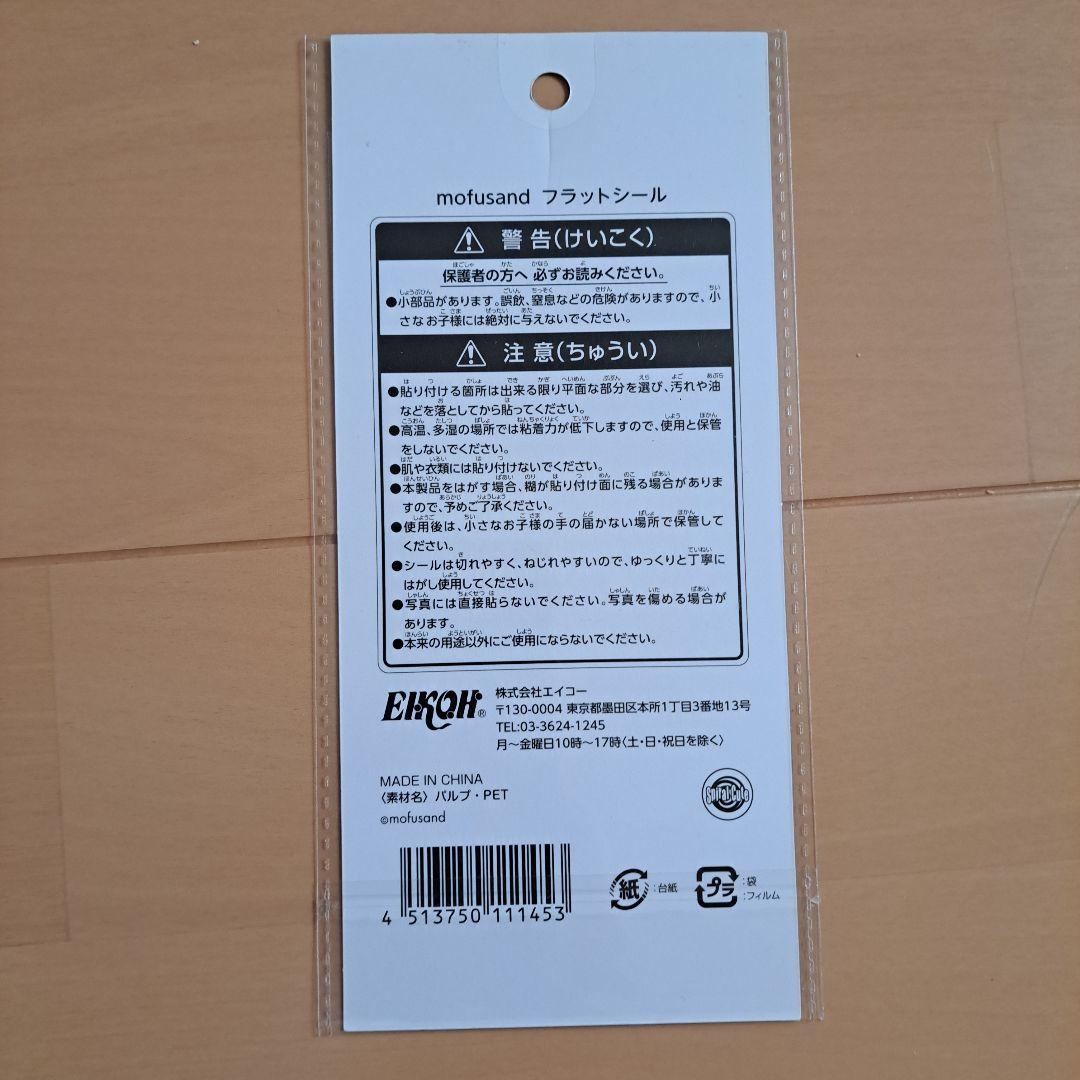 mofusand フラットシール
警告(けいこく)
保護者の方へ 必ずお読みください。
●小部品があります。誤飲、窒息などの危険がありますので、小
さなお子様には絶対に与えないでください。
注意(ちゅうい)
●貼り付ける箇所は出来る限り平面な部分を選び、汚れや油
などを落としてから貼ってください。
●高温、多湿の場所では粘着力が低下しますので、使用と保管
をしないでください。
●肌や衣類には貼り付けないでください。
●本製品をはがす場合、糊が貼り付け面に残る場合がありま
すので、予めご了承ください。
●使用後は、小さなお子様の手の届かない場所で保管して
ください。
●シールは切れやすく、ねじれやすいので、ゆっくりと丁寧に
はがし使用してください。
●写真には直接貼らないでください。写真を傷める場合が
あります。
●本来の用途以外にご使用にならないでください。
EIKOH®
株式会社エイコー
〒130-0004 東京都墨田区本所1丁目3番地13号
TEL:03-3624-1245
月～金曜日10時～17時〈土・日・祝日を除く〉
MADE IN CHINA
〈素材名〉パルプ・PET
©mofusand
Spiral Cute
4 513750 111453
紙 :台紙
プラ :袋
:フィルム